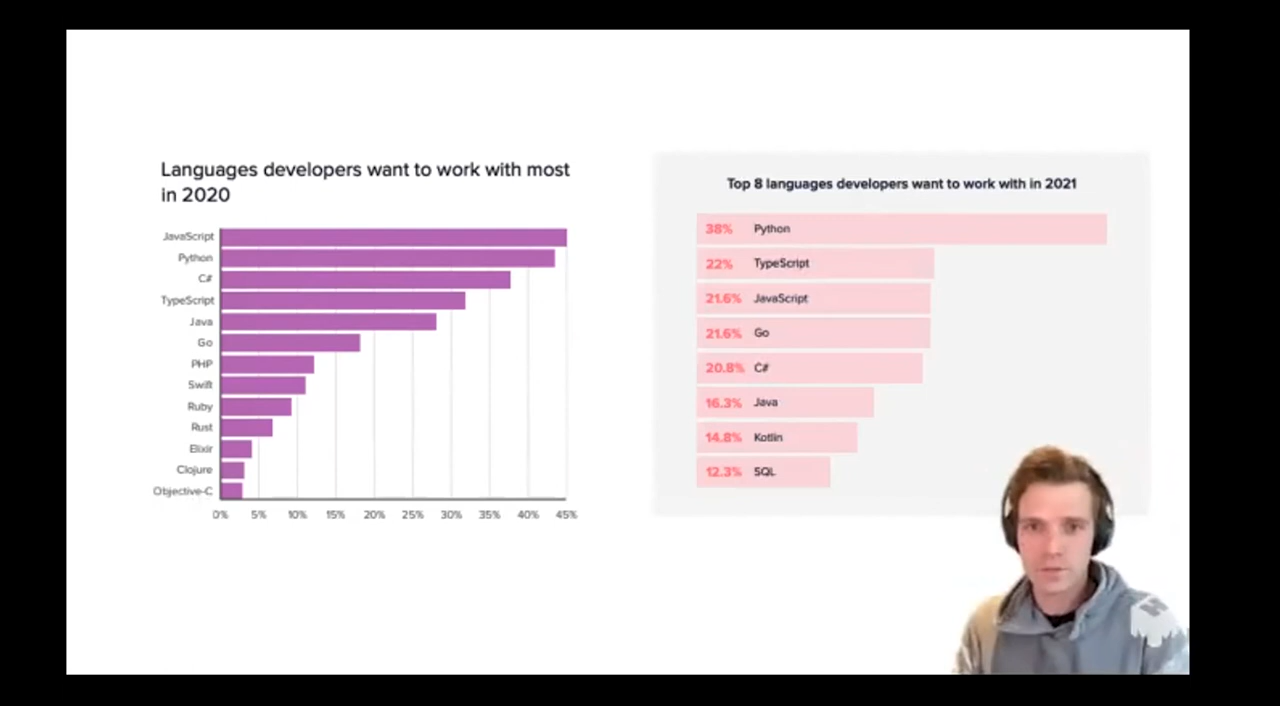 Languages developers want to work with most
in 2020
JavaScript
Python
C#
TypeScript
Java
Go
PHP
Swift
Ruby
Rust
Elixir
Clojure
Objective-C
0% 5% 10% 15% 20% 25% 30% 35% 40% 45%
Top 8 languages developers want to work with in 2021
38% Python
22% TypeScript
21.6% JavaScript
21.6% Go
20.8% C#
16.3% Java
14.8% Kotlin
12.3% SQL